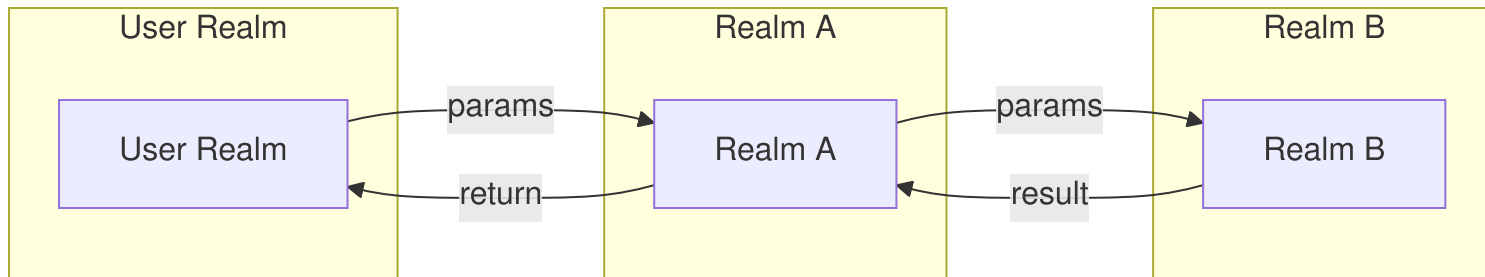 User Realm
Realm A
Realm B
params
params
User Realm
Realm A
Realm B
return
result